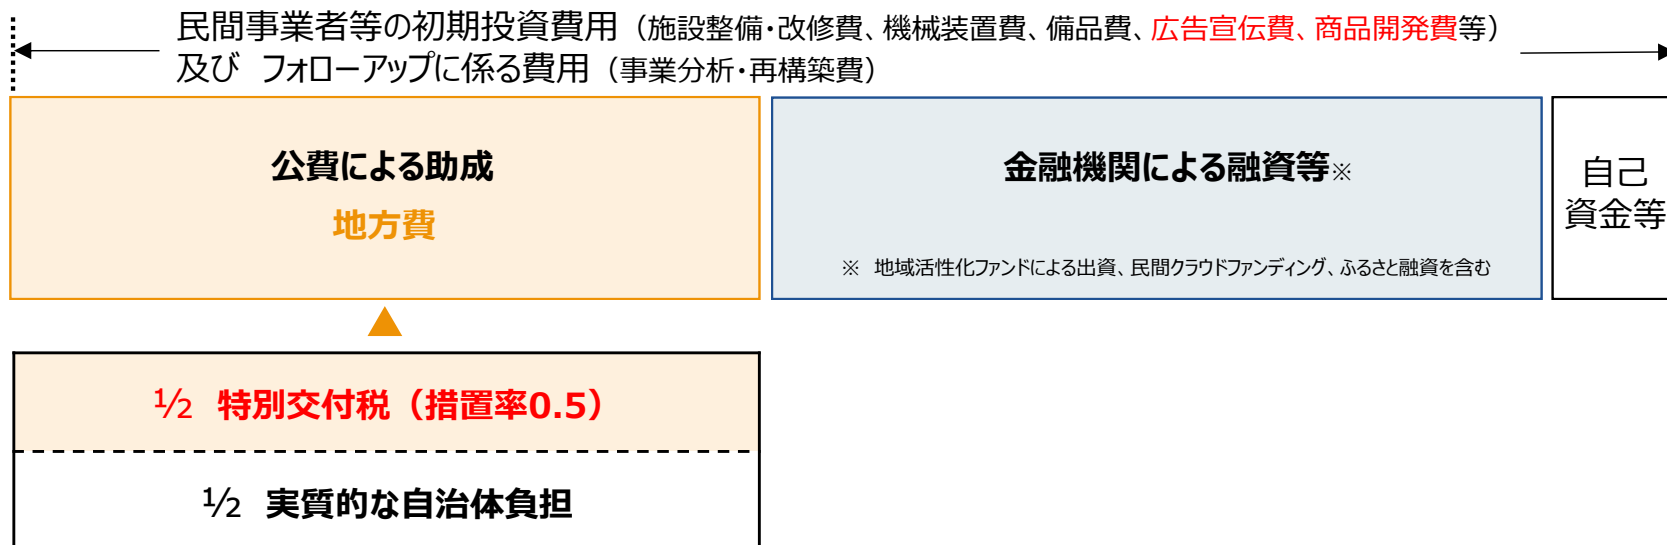 民間事業者等の初期投資費用（施設整備・改修費、機械装置費、備品費、広告宣伝費、商品開発費等）
及び フォローアップに係る費用（事業分析・再構築費）
公費による助成
地方費
金融機関による融資等※
※ 地域活性化ファンドによる出資、民間クラウドファンディング、ふるさと融資を含む
自己
資金等
½ 特別交付税（措置率0.5）
½ 実質的な自治体負担